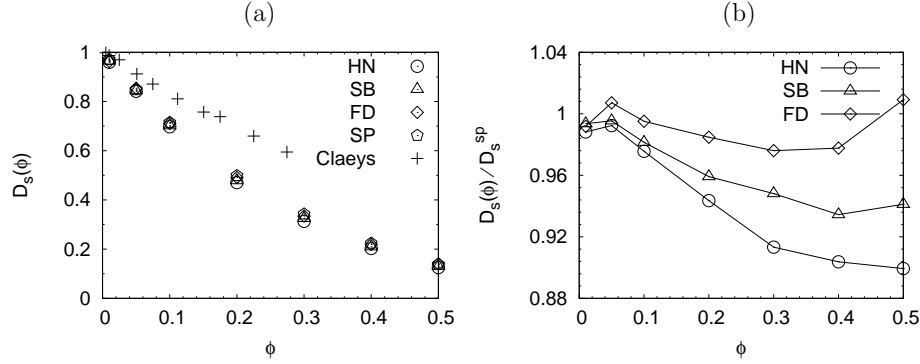 (a)
1
0.8
0.6
0.4
0.2
0
0 0.1 0.2 0.3 0.4 0.5
D_s(ϕ)
ϕ
HN
SB
FD
SP
Claeys
(b)
1.04
1
0.96
0.92
0.88
0 0.1 0.2 0.3 0.4 0.5
D_s(ϕ) / D_s^sp
ϕ
HN
SB
FD